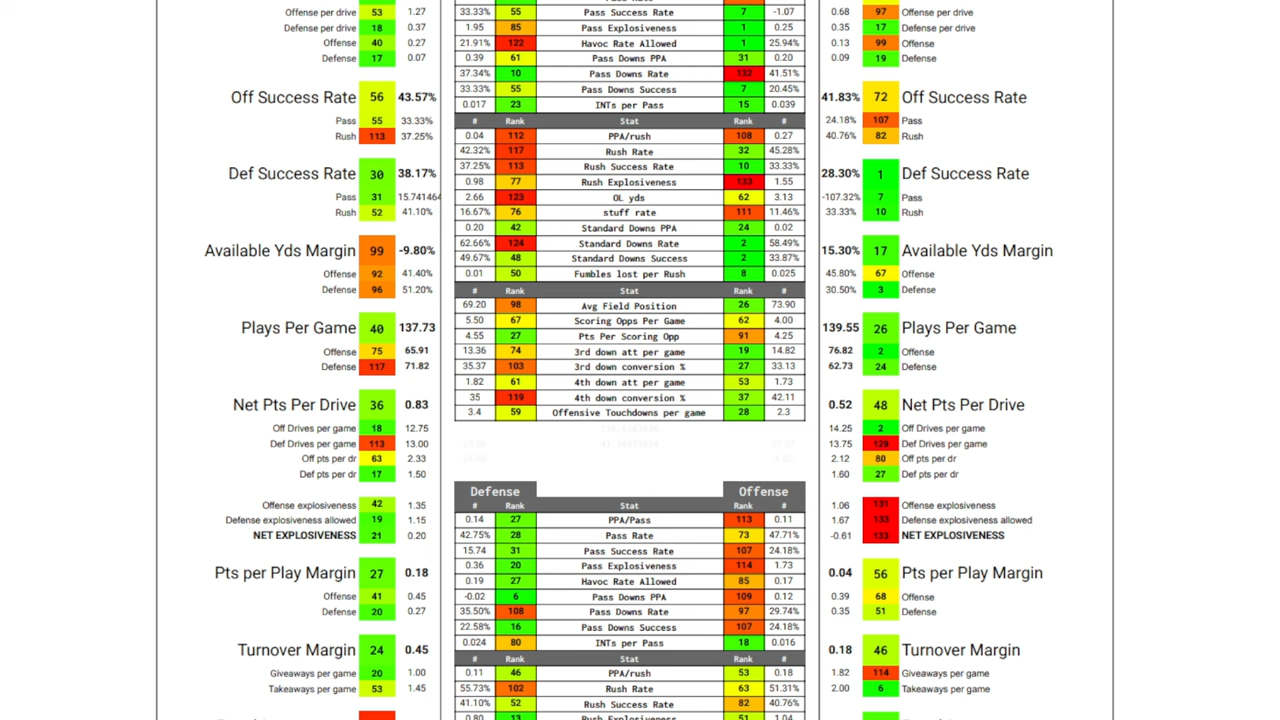 Offense per drive 53 1.27
Defense per drive 18 0.37
Offense 40 0.27
Defense 17 0.07
Off Success Rate 56 43.57%
Pass 55 33.33%
Rush 113 37.25%
Def Success Rate 30 38.17%
Pass 31 15.741464
Rush 52 41.10%
Available Yds Margin 99 -9.80%
Offense 92 41.40%
Defense 96 51.20%
Plays Per Game 40 137.73
Offense 75 65.91
Defense 117 71.82
Net Pts Per Drive 36 0.83
Off Drives per game 18 12.75
Def Drives per game 113 13.00
Off pts per dr 63 2.33
Def pts per dr 17 1.50
Offense explosiveness 42 1.35
Defense explosiveness allowed 19 1.15
NET EXPLOSIVENESS 21 0.20
Pts per Play Margin 27 0.18
Offense 41 0.45
Defense 20 0.27
Turnover Margin 24 0.45
Giveaways per game 20 1.00
Takeaways per game 53 1.45
33.33% 55 Pass Success Rate 7 -1.07
1.95 85 Pass Explosiveness 1 0.25
21.91% 122 Havoc Rate Allowed 1 25.94%
0.39 61 Pass Downs PPA 31 0.20
37.34% 10 Pass Downs Rate 132 41.51%
33.33% 55 Pass Downs Success 7 20.45%
0.017 23 INTs per Pass 15 0.039
# Rank Stat Rank #
0.04 112 PPA/rush 108 0.27
42.32% 117 Rush Rate 32 45.28%
37.25% 113 Rush Success Rate 10 33.33%
0.98 77 Rush Explosiveness 133 1.55
2.66 123 OL yds 62 3.13
16.67% 76 stuff rate 111 11.46%
0.20 42 Standard Downs PPA 24 0.02
62.66% 124 Standard Downs Rate 2 58.49%
49.67% 48 Standard Downs Success 2 33.87%
0.01 50 Fumbles lost per Rush 8 0.025
# Rank Stat Rank #
69.20 98 Avg Field Position 26 73.90
5.50 67 Scoring Opps Per Game 62 4.00
4.55 27 Pts Per Scoring Opp 91 4.25
13.36 74 3rd down att per game 19 14.82
35.37 103 3rd down conversion % 27 33.13
1.82 61 4th down att per game 53 1.73
35 119 4th down conversion % 37 42.11
3.4 59 Offensive Touchdowns per game 28 2.3
Defense Offense
# Rank Stat Rank #
0.14 27 PPA/Pass 113 0.11
42.75% 28 Pass Rate 73 47.71%
15.74 31 Pass Success Rate 107 24.18%
0.36 20 Pass Explosiveness 114 1.73
0.19 27 Havoc Rate Allowed 85 0.17
-0.02 6 Pass Downs PPA 109 0.12
35.50% 108 Pass Downs Rate 97 29.74%
22.58% 16 Pass Downs Success 107 24.18%
0.024 80 INTs per Pass 18 0.016
# Rank Stat Rank #
0.11 46 PPA/rush 53 0.18
55.73% 102 Rush Rate 63 51.31%
41.10% 52 Rush Success Rate 82 40.76%
0.80 13 Rush Explosiveness 51 1.04
0.68 97 Offense per drive
0.35 17 Defense per drive
0.13 99 Offense
0.09 19 Defense
41.83% 72 Off Success Rate
24.18% 107 Pass
40.76% 82 Rush
28.30% 1 Def Success Rate
-107.32% 7 Pass
33.33% 10 Rush
15.30% 17 Available Yds Margin
45.80% 67 Offense
30.50% 3 Defense
139.55 26 Plays Per Game
76.82 2 Offense
62.73 24 Defense
0.52 48 Net Pts Per Drive
14.25 2 Off Drives per game
13.75 129 Def Drives per game
2.12 80 Off pts per dr
1.60 27 Def pts per dr
1.06 131 Offense explosiveness
1.67 133 Defense explosiveness allowed
-0.61 133 NET EXPLOSIVENESS
0.04 56 Pts per Play Margin
0.39 68 Offense
0.35 51 Defense
0.18 46 Turnover Margin
1.82 114 Giveaways per game
2.00 6 Takeaways per game